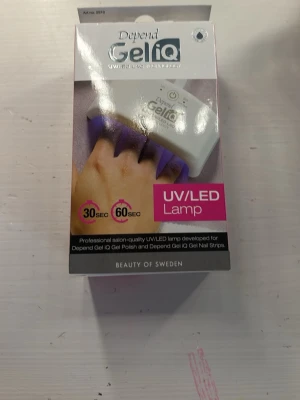 Depend
Gel iQ
Depend
Gel iQ
30SEC 60SEC
UV/LED
Lamp
Professional salon-quality UV/LED lamp developed for
Depend Gel iQ Gel Polish and Depend Gel iQ Gel Nail Strips.
BEAUTY OF SWEDEN